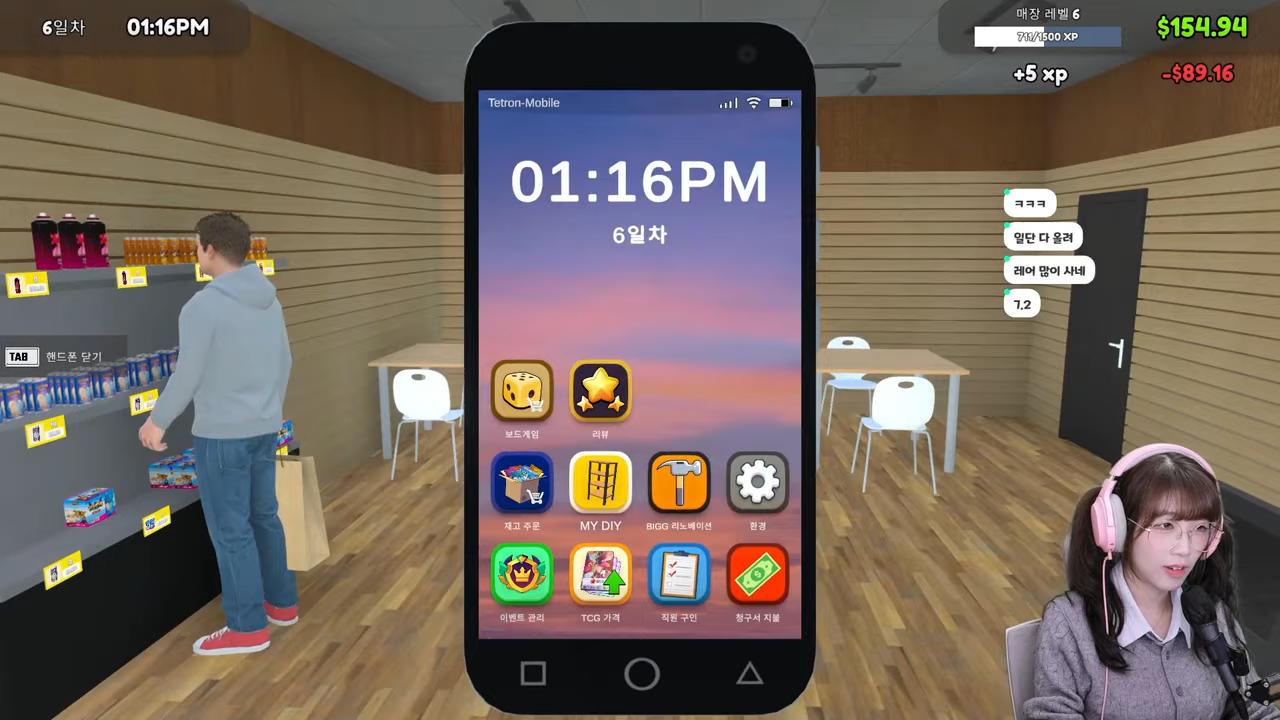 6일차
01:16PM
매장 레벨 6
711/1500 XP
$154.94
+5 xp
-$89.16
Tetron-Mobile
01:16PM
6일차
ㅋㅋㅋ
일단 다 올려
레어 많이 사네
7.2
TAB 핸드폰 닫기
보드게임
리뷰
재고 주문
MY DIY
BIGG 리노베이션
환경
이벤트 관리
TCG 가격
직원 구인
청구서 지불